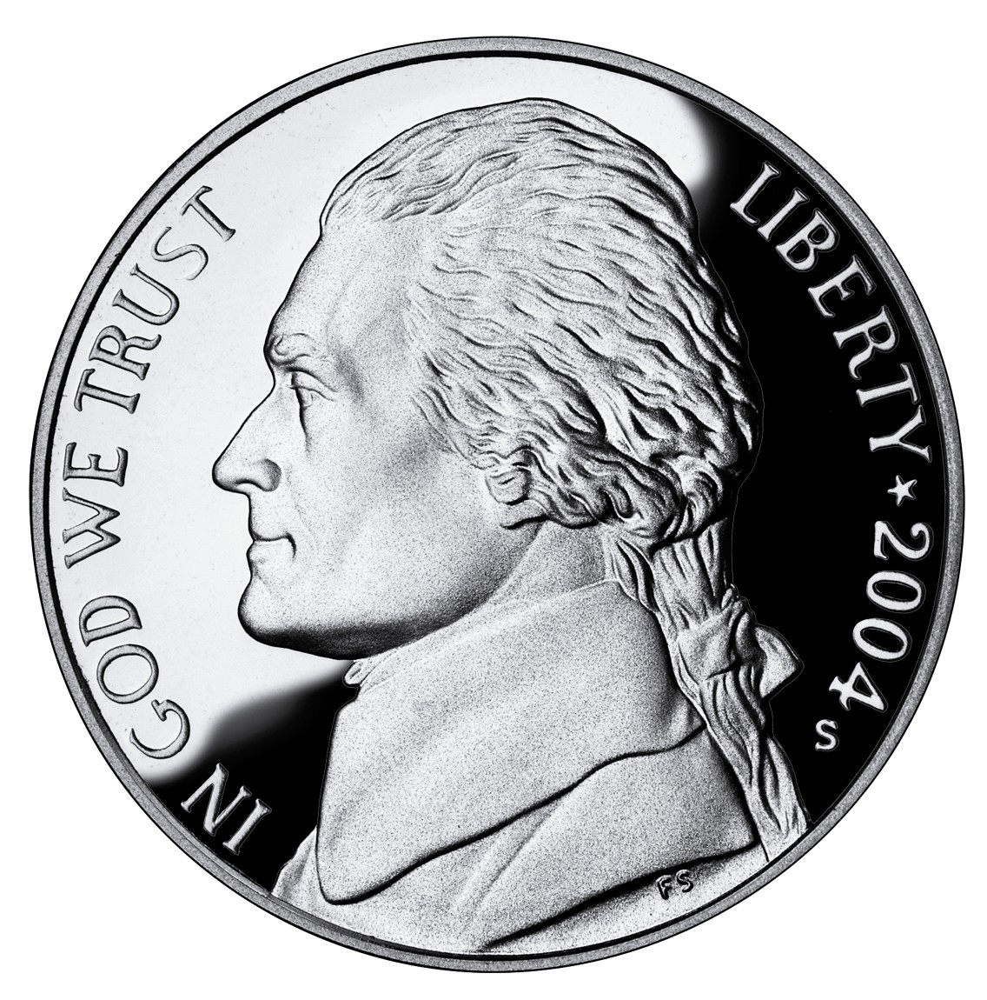 IN GOD WE TRUST
LIBERTY ★ 2004
S
FS